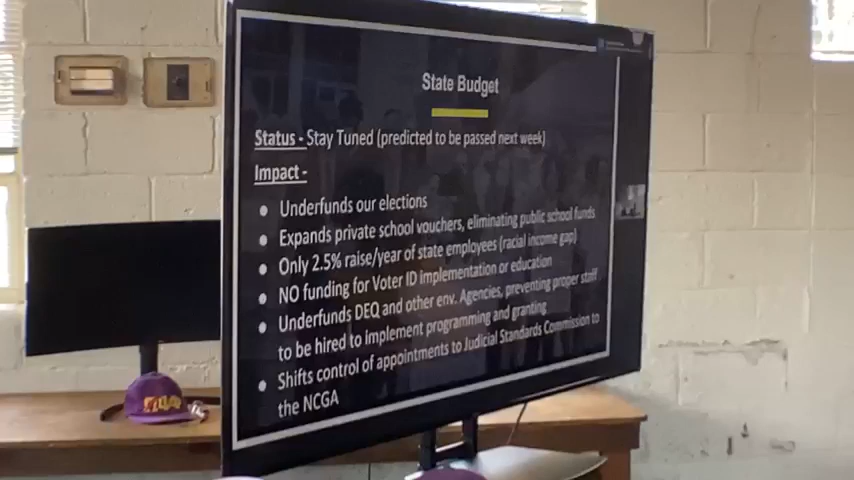 State Budget
Status - Stay Tuned (predicted to be passed next week)
Impact -
● Underfunds our elections
● Expands private school vouchers, eliminating public school funds
● Only 2.5% raise/year of state employees (racial income gap)
● NO funding for Voter ID implementation or education
● Underfunds DEQ and other env. Agencies, preventing proper staff
to be hired to implement programming and granting
● Shifts control of appointments to Judicial Standards Commission to
the NCGA